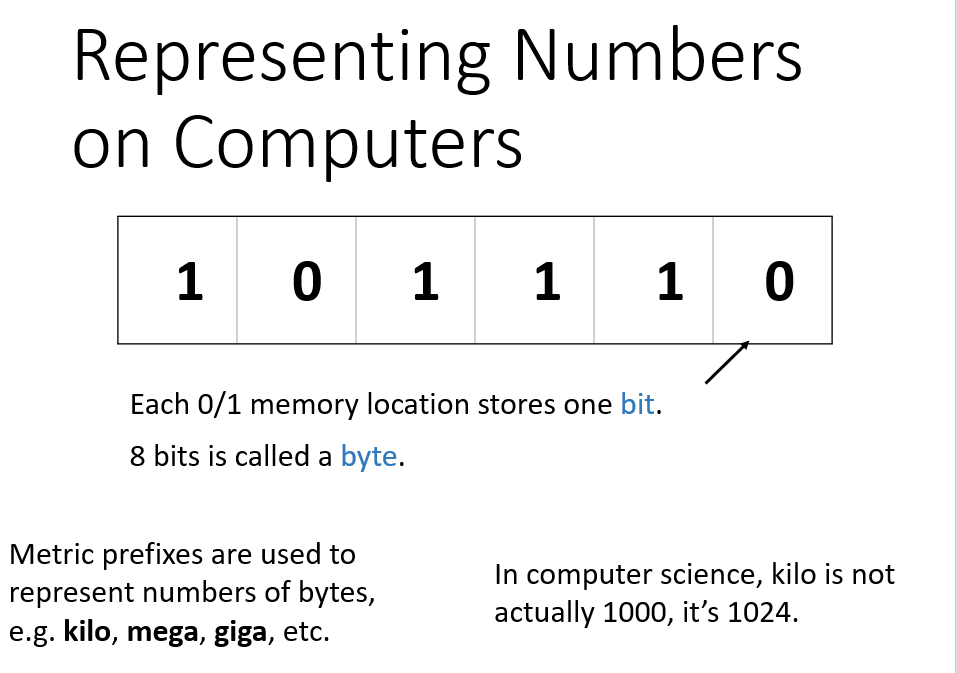 Representing Numbers
on Computers
1 0 1 1 1 0
Each 0/1 memory location stores one bit.
8 bits is called a byte.
Metric prefixes are used to
represent numbers of bytes,
e.g. kilo, mega, giga, etc.
In computer science, kilo is not
actually 1000, it’s 1024.